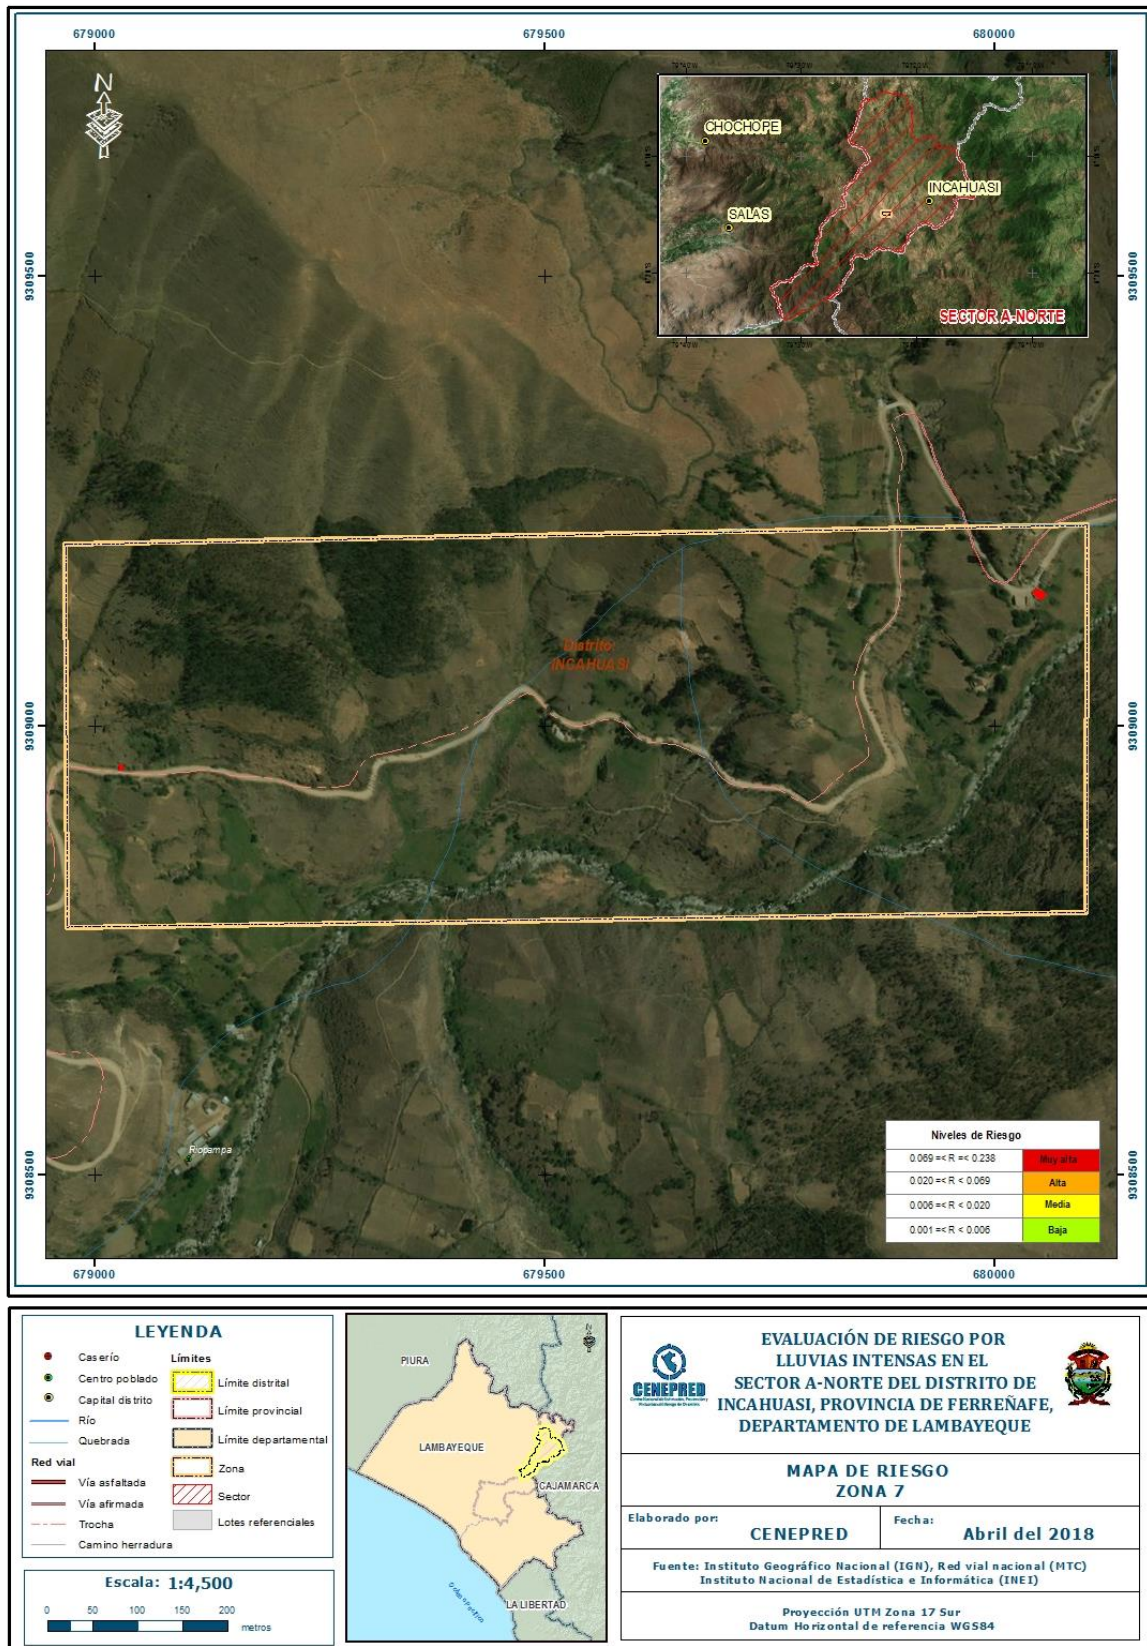 679000
679500
680000
N
CHOCHOPE
SALAS
INCAHUASI
SECTOR A-NORTE
9309500
9309500
Distrito:
INCAHUASI
9309000
9309000
Riopampa
9308500
9308500
Niveles de Riesgo
0.069 =< R =< 0.238 Muy alta
0.020 =< R < 0.069 Alta
0.006 =< R < 0.020 Media
0.001 =< R < 0.006 Baja
679000
679500
680000
LEYENDA
Caserío
Centro poblado
Capital distrito
Río
Quebrada
Red vial
Vía asfaltada
Vía afirmada
Trocha
Camino herradura
Límites
Límite distrital
Límite provincial
Límite departamental
Zona
Sector
Lotes referenciales
Escala: 1:4,500
0 50 100 150 200
metros
PIURA
LAMBAYEQUE
CAJAMARCA
LA LIBERTAD
CENEPRED
EVALUACIÓN DE RIESGO POR
LLUVIAS INTENSAS EN EL
SECTOR A-NORTE DEL DISTRITO DE
INCAHUASI, PROVINCIA DE FERREÑAFE,
DEPARTAMENTO DE LAMBAYEQUE
MAPA DE RIESGO
ZONA 7
Elaborado por:
CENEPRED
Fecha:
Abril del 2018
Fuente: Instituto Geográfico Nacional (IGN), Red vial nacional (MTC)
Instituto Nacional de Estadística e Informática (INEI)
Proyección UTM Zona 17 Sur
Datum Horizontal de referencia WGS84